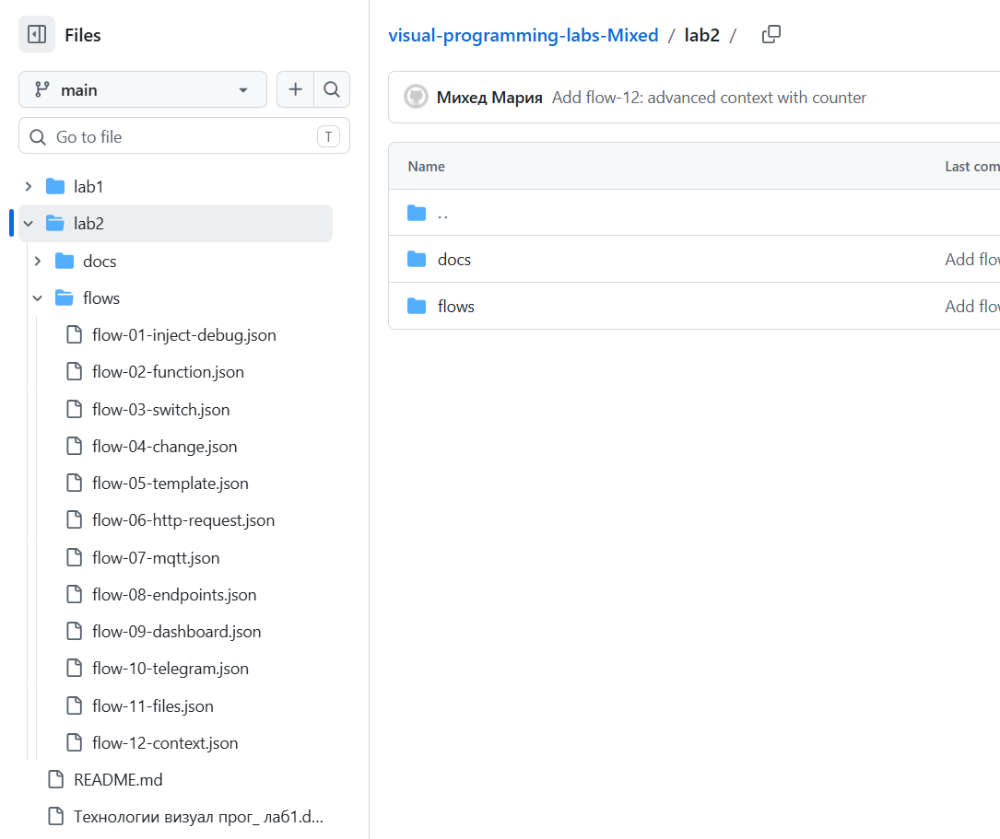 Files
main
Go to file
T
lab1
lab2
docs
flows
flow-01-inject-debug.json
flow-02-function.json
flow-03-switch.json
flow-04-change.json
flow-05-template.json
flow-06-http-request.json
flow-07-mqtt.json
flow-08-endpoints.json
flow-09-dashboard.json
flow-10-telegram.json
flow-11-files.json
flow-12-context.json
README.md
Технологии визуал прог_ лаб1.d...
visual-programming-labs-Mixed / lab2 /
Михед Мария Add flow-12: advanced context with counter
Name Last com
..
docs Add flow
flows Add flow